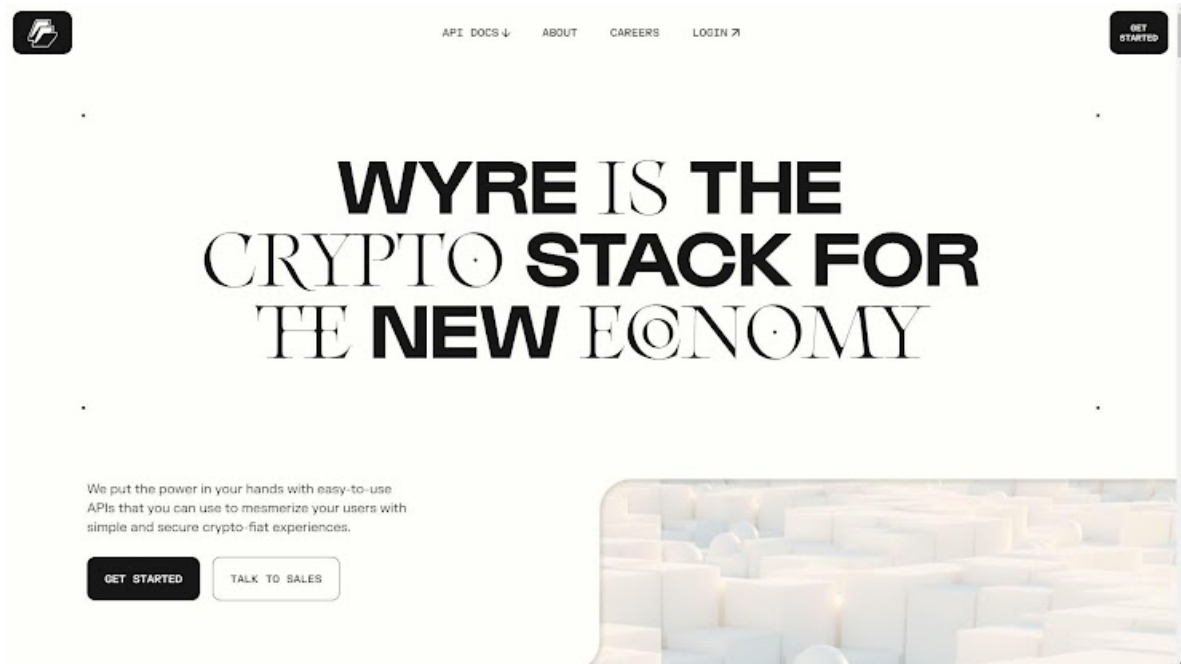 API DOCS↓ ABOUT CAREERS LOGIN↗
GET
STARTED
WYRE IS THE
CRYPTO STACK FOR
THE NEW ECONOMY
We put the power in your hands with easy-to-use
APIs that you can use to mesmerize your users with
simple and secure crypto-fiat experiences.
GET STARTED TALK TO SALES